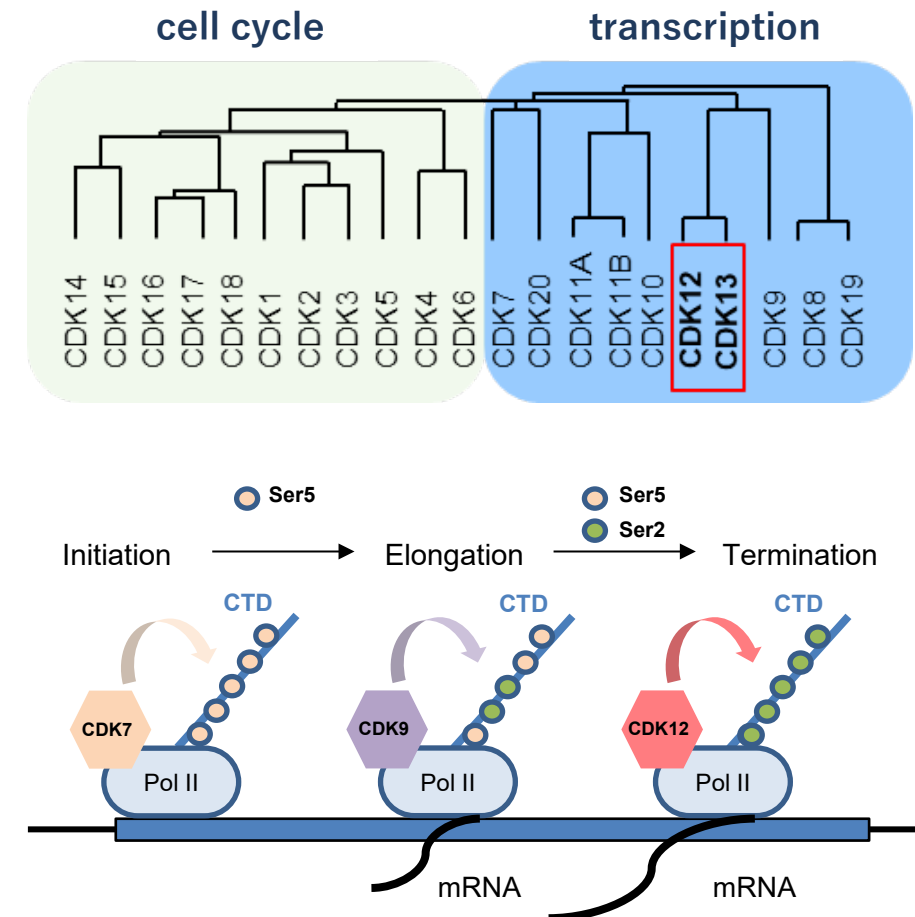 cell cycle
transcription
CDK14
CDK15
CDK16
CDK17
CDK18
CDK1
CDK2
CDK3
CDK5
CDK4
CDK6
CDK7
CDK20
CDK11A
CDK11B
CDK10
CDK12
CDK13
CDK9
CDK8
CDK19
Ser5
Ser5
Ser2
Initiation
Elongation
Termination
CTD
CTD
CTD
CDK7
CDK9
CDK12
Pol II
Pol II
Pol II
mRNA
mRNA